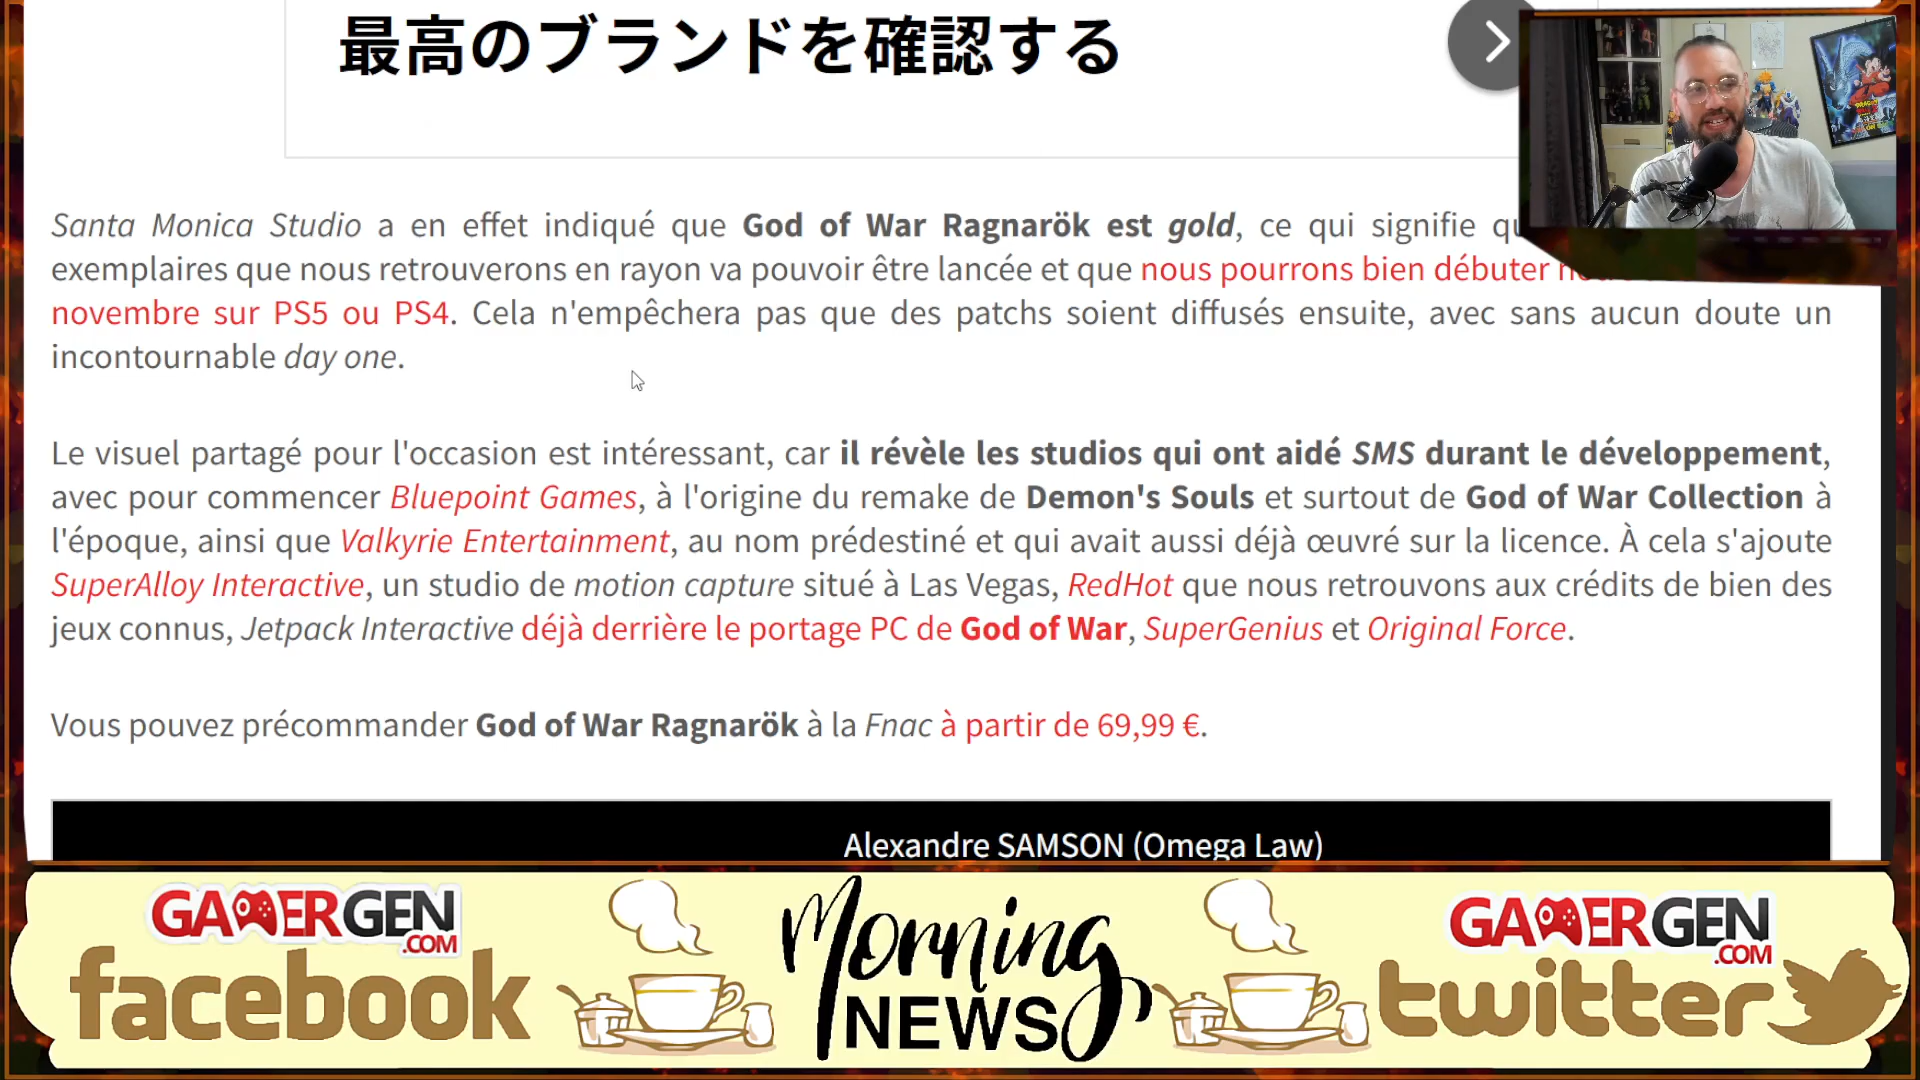 最高のブランドを確認する
Santa Monica Studio a en effet indiqué que God of War Ragnarök est gold, ce qui signifie
exemplaires que nous retrouverons en rayon va pouvoir être lancée et que nous pourrons bien débuter
novembre sur PS5 ou PS4. Cela n'empêchera pas que des patchs soient diffusés ensuite, avec sans aucun doute un
incontournable day one.
Le visuel partagé pour l'occasion est intéressant, car il révèle les studios qui ont aidé SMS durant le développement,
avec pour commencer Bluepoint Games, à l'origine du remake de Demon's Souls et surtout de God of War Collection à
l'époque, ainsi que Valkyrie Entertainment, au nom prédestiné et qui avait aussi déjà œuvré sur la licence. À cela s'ajoute
SuperAlloy Interactive, un studio de motion capture situé à Las Vegas, RedHot que nous retrouvons aux crédits de bien des
jeux connus, Jetpack Interactive déjà derrière le portage PC de God of War, SuperGenius et Original Force.
Vous pouvez précommander God of War Ragnarök à la Fnac à partir de 69,99 €.
Alexandre SAMSON (Omega Law)
GAMERGEN
.COM
facebook
Morning
NEWS
GAMERGEN
.COM
twitter